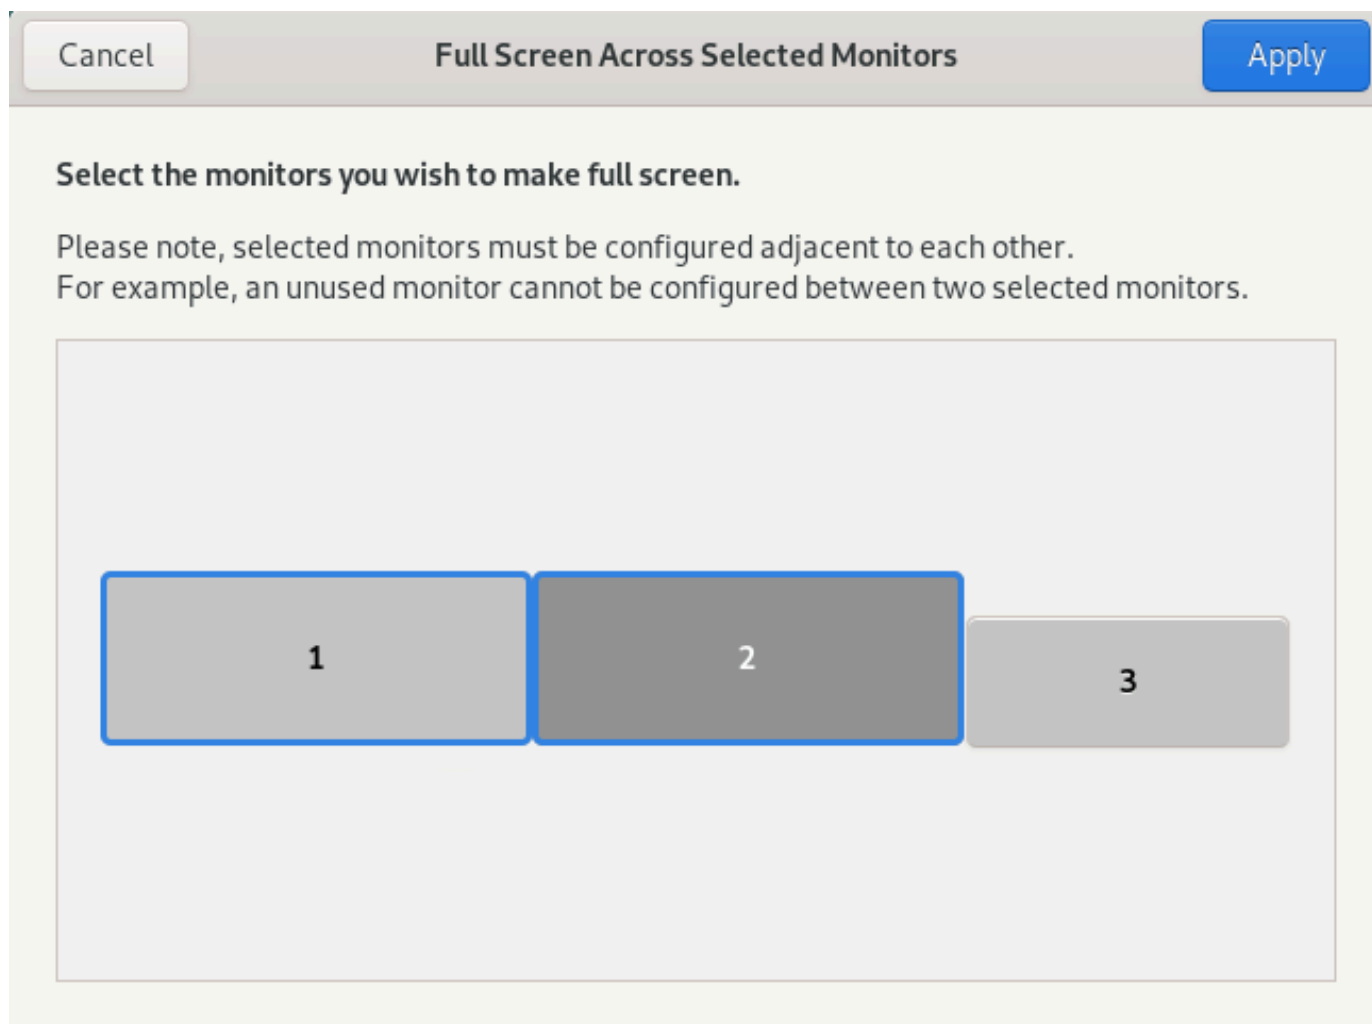 Cancel
Full Screen Across Selected Monitors
Apply
Select the monitors you wish to make full screen.
Please note, selected monitors must be configured adjacent to each other.
For example, an unused monitor cannot be configured between two selected monitors.
1
2
3